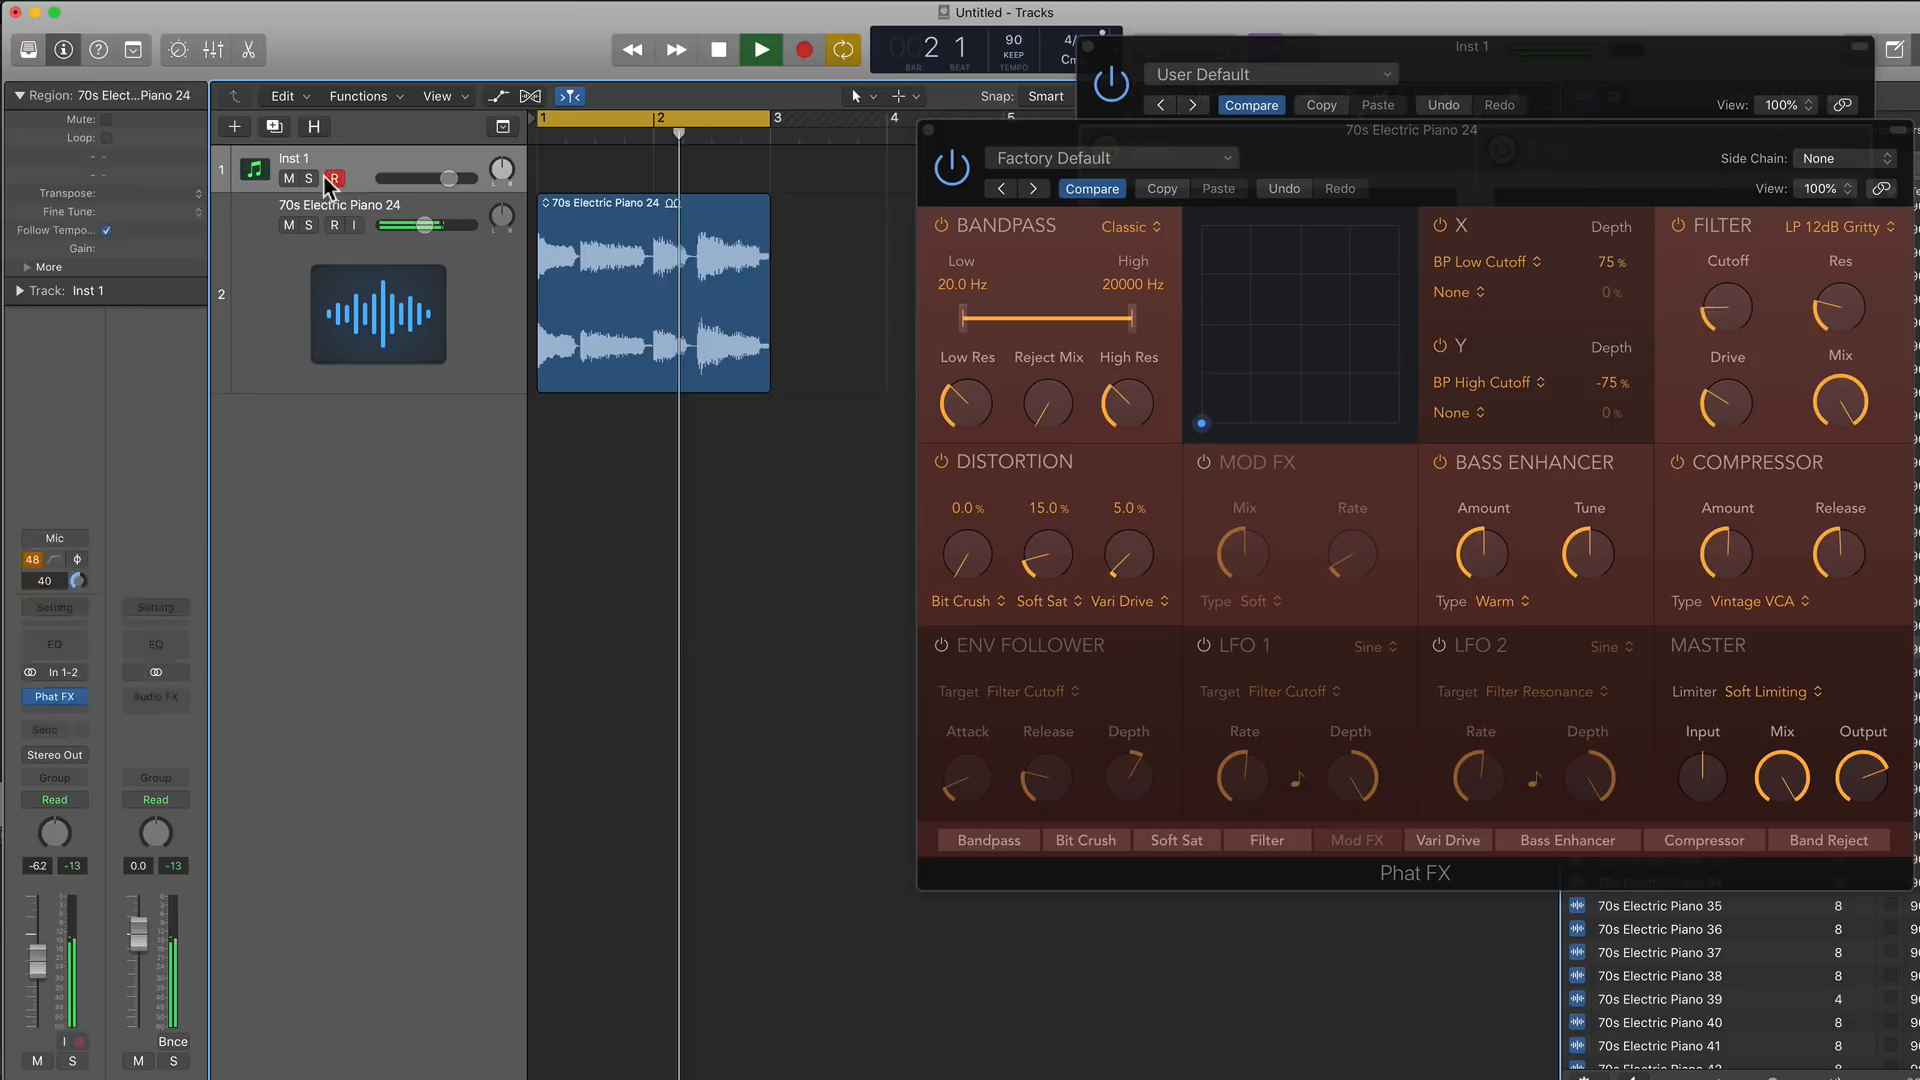 Untitled - Tracks
2 1
BAR BEAT
90
KEEP
TEMPO
4/
Cm
Region: 70s Elect...Piano 24
Mute:
Loop:
Transpose:
Fine Tune:
Follow Tempo...
Gain:
More
Track: Inst 1
Edit Functions View
Snap: Smart
H
1 2 3 4 5
1
Inst 1
M S R
L R
70s Electric Piano 24
M S R I
L R
2
70s Electric Piano 24
Inst 1
User Default
Compare Copy Paste Undo Redo View: 100%
70s Electric Piano 24
Factory Default Side Chain: None
Compare Copy Paste Undo Redo View: 100%
BANDPASS Classic
Low High
20.0 Hz 20000 Hz
Low Res Reject Mix High Res
X Depth
BP Low Cutoff 75 %
None 0 %
Y Depth
BP High Cutoff -75 %
None 0 %
FILTER LP 12dB Gritty
Cutoff Res
Drive Mix
DISTORTION
0.0 % 15.0 % 5.0 %
Bit Crush Soft Sat Vari Drive
MOD FX
Mix Rate
Type Soft
BASS ENHANCER
Amount Tune
Type Warm
COMPRESSOR
Amount Release
Type Vintage VCA
ENV FOLLOWER
Target Filter Cutoff
Attack Release Depth
LFO 1 Sine
Target Filter Cutoff
Rate Depth
LFO 2 Sine
Target Filter Resonance
Rate Depth
MASTER
Limiter Soft Limiting
Input Mix Output
Bandpass Bit Crush Soft Sat Filter Mod FX Vari Drive Bass Enhancer Compressor Band Reject
Phat FX
70s Electric Piano 35 8
70s Electric Piano 36 8
70s Electric Piano 37 8
70s Electric Piano 38 8
70s Electric Piano 39 4
70s Electric Piano 40 8
70s Electric Piano 41 8
Mic
48
40
Setting Setting
EQ EQ
In 1-2
Phat FX Audio FX
Send
Stereo Out
Group Group
Read Read
-6.2 -13 0.0 -13
I
Bnce
M S M S